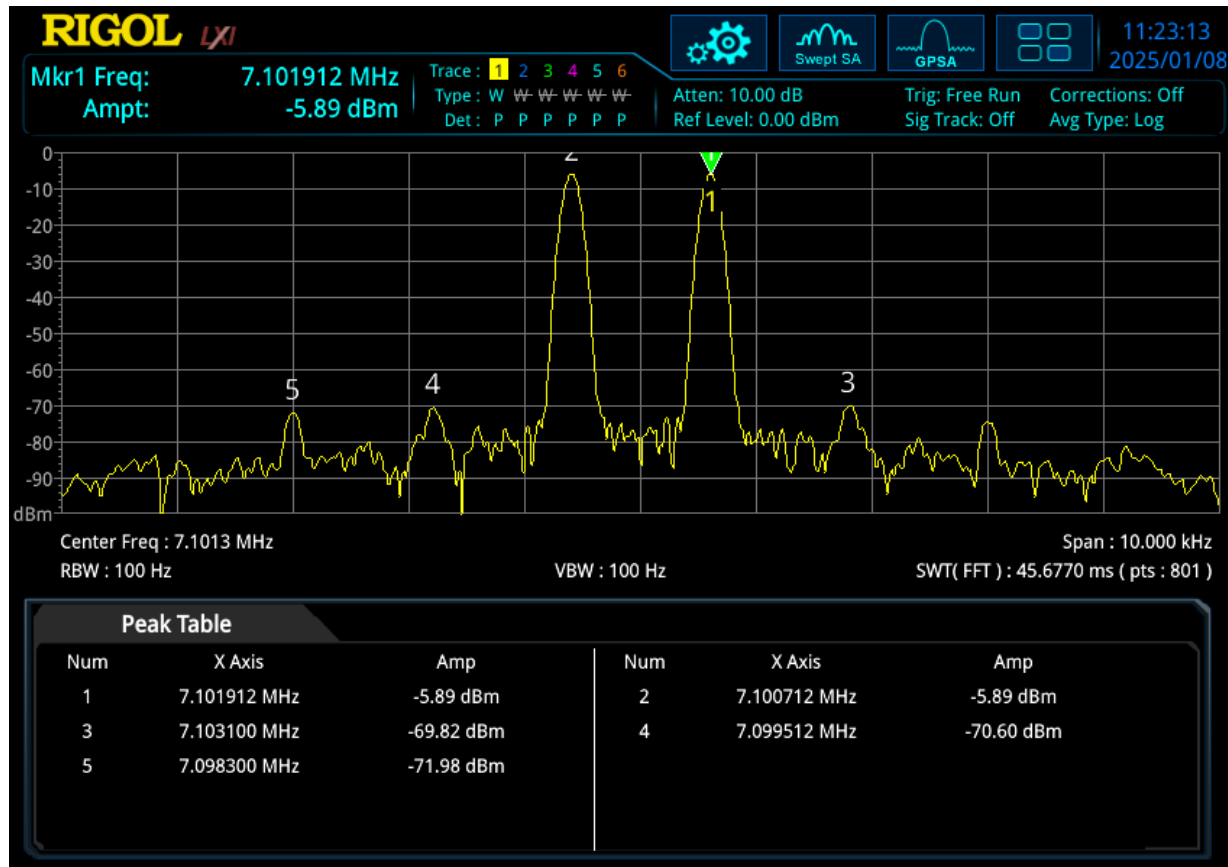 RIGOL LXI
Swept SA
GPSA
11:23:13
2025/01/08
Mkr1 Freq: 7.101912 MHz
Ampt: -5.89 dBm
Trace : 1 2 3 4 5 6
Type : W W W W W W
Det : P P P P P P
Atten: 10.00 dB
Ref Level: 0.00 dBm
Trig: Free Run
Sig Track: Off
Corrections: Off
Avg Type: Log
0
-10
-20
-30
-40
-50
-60
-70
-80
-90
dBm
5
4
2
1
3
Center Freq : 7.1013 MHz
Span : 10.000 kHz
RBW : 100 Hz
VBW : 100 Hz
SWT( FFT ) : 45.6770 ms ( pts : 801 )
Peak Table
Num X Axis Amp Num X Axis Amp
1 7.101912 MHz -5.89 dBm 2 7.100712 MHz -5.89 dBm
3 7.103100 MHz -69.82 dBm 4 7.099512 MHz -70.60 dBm
5 7.098300 MHz -71.98 dBm